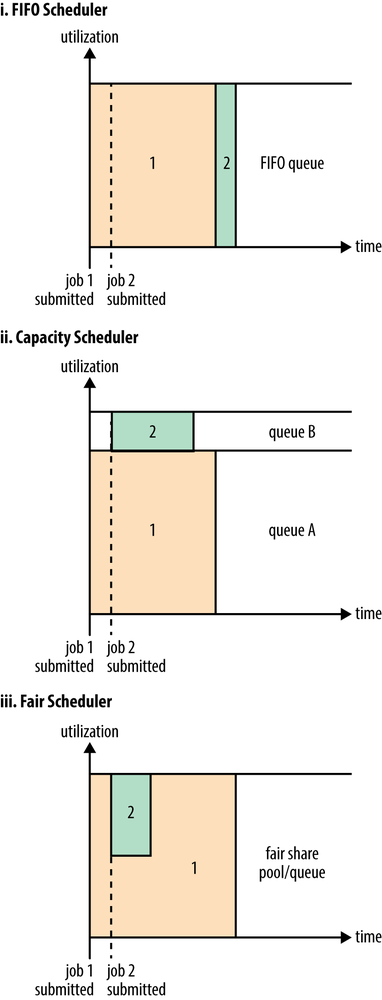 i. FIFO Scheduler
utilization
1
2
FIFO queue
time
job 1
submitted
job 2
submitted
ii. Capacity Scheduler
utilization
2
queue B
1
queue A
time
job 1
submitted
job 2
submitted
iii. Fair Scheduler
utilization
2
1
fair share
pool/queue
time
job 1
submitted
job 2
submitted